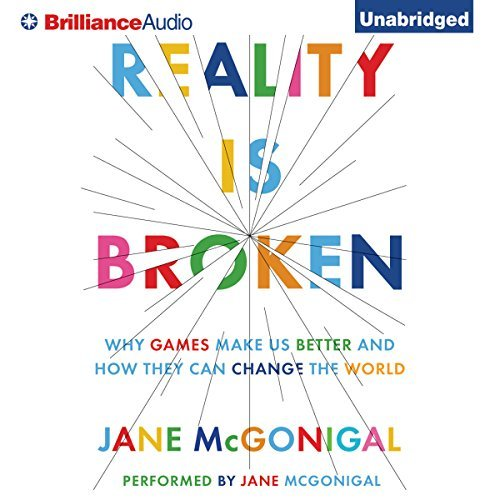 BrillianceAudio
Unabridged
REALITY
IS
BROKEN
WHY GAMES MAKE US BETTER AND
HOW THEY CAN CHANGE THE WORLD
JANE McGONIGAL
PERFORMED BY JANE MCGONIGAL